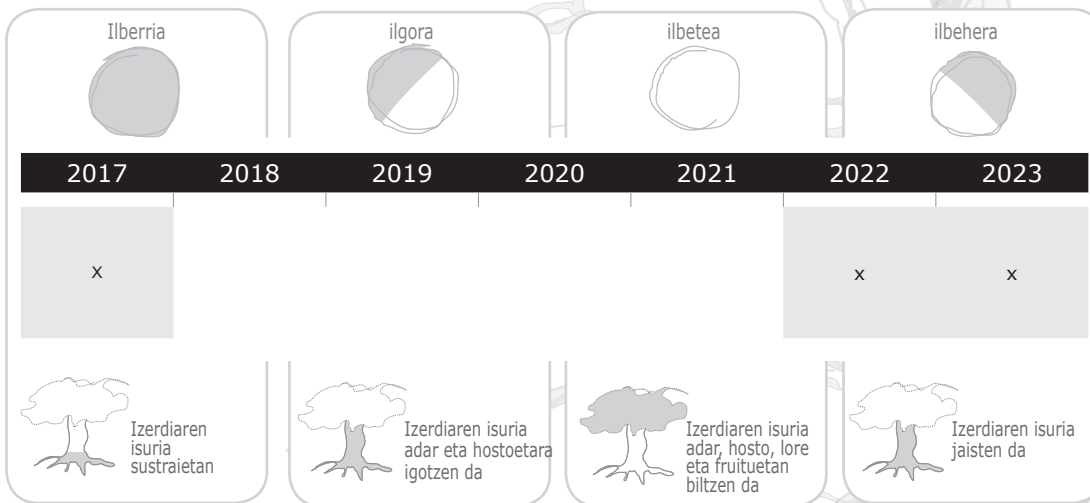 Ilberria
ilgora
ilbetea
ilbehera
2017 2018 2019 2020 2021 2022 2023
x x x
Izerdiaren
isuria
sustraietan
Izerdiaren isuria
adar eta hostoetara
igotzen da
Izerdiaren isuria
adar, hosto, lore
eta fruituetan
biltzen da
Izerdiaren isuria
jaisten da